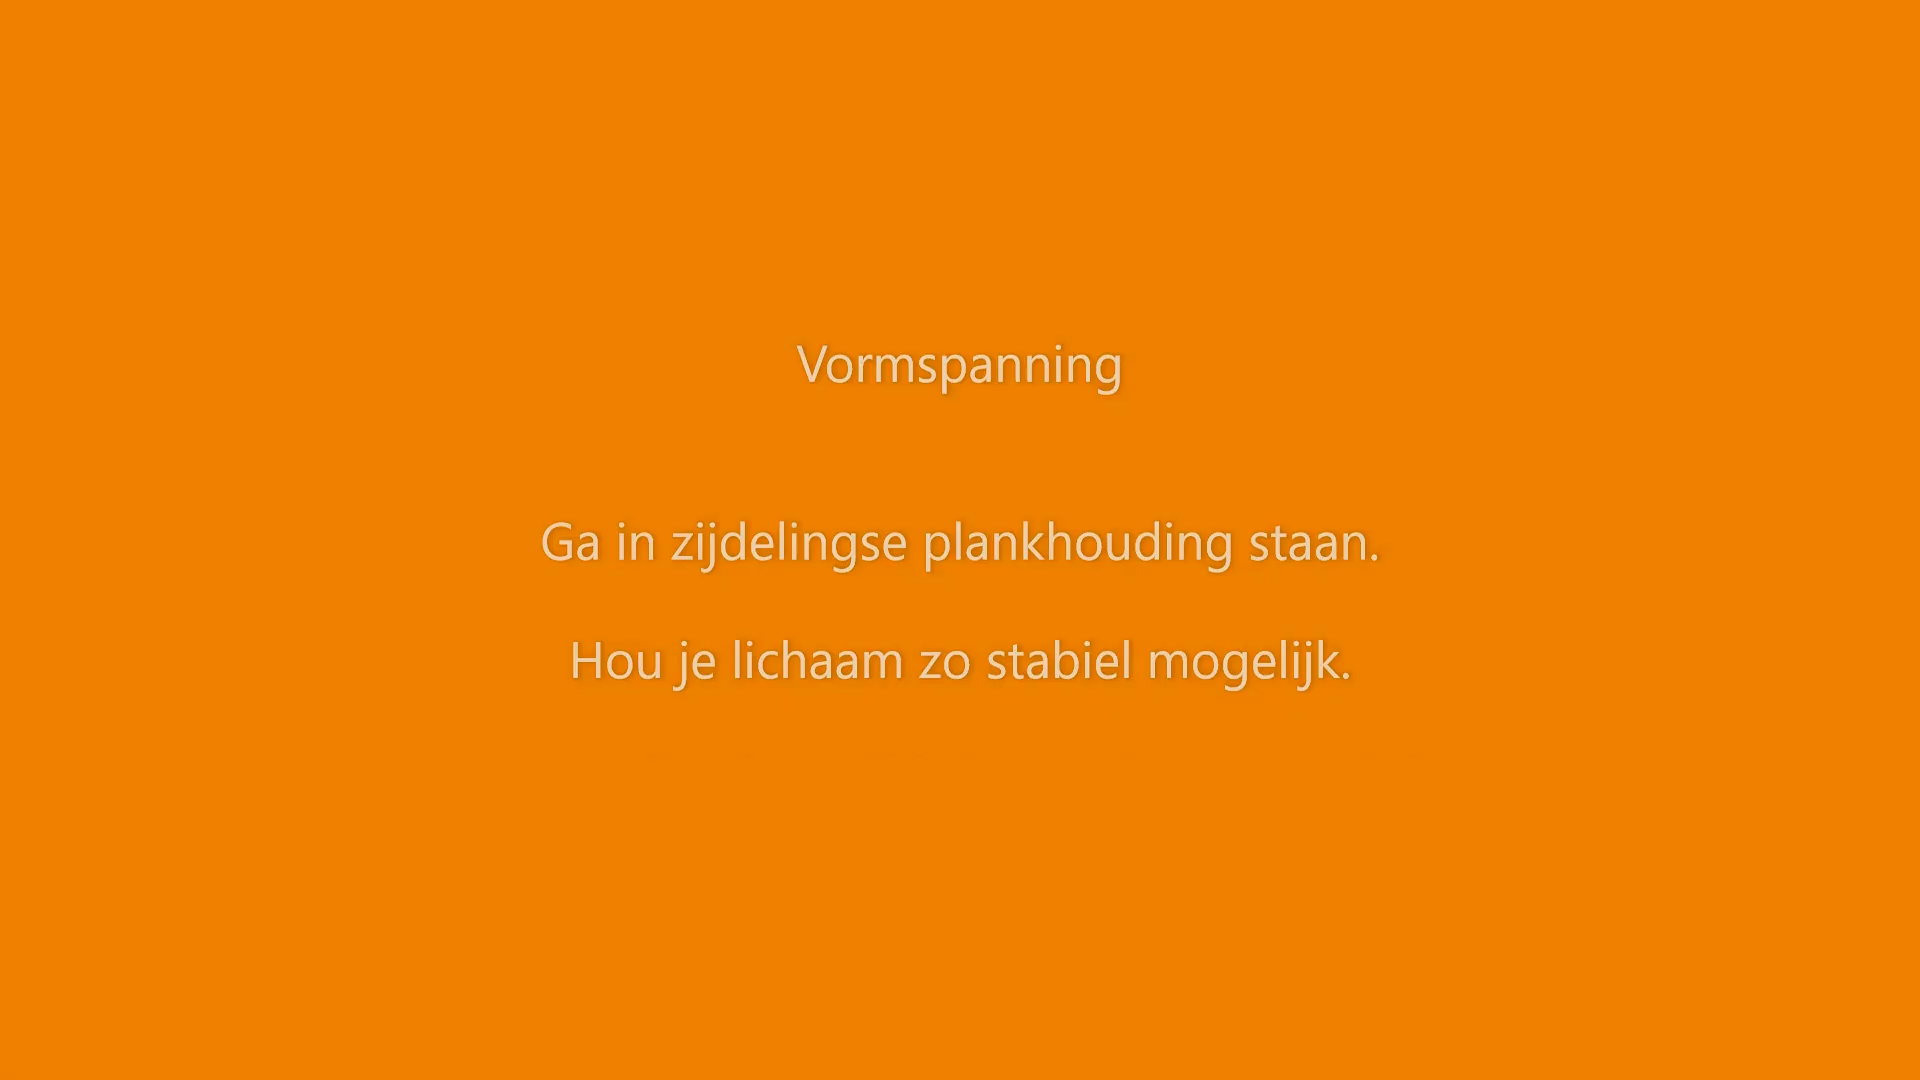 Vormspanning
Ga in zijdelingse plankhouding staan.
Hou je lichaam zo stabiel mogelijk.